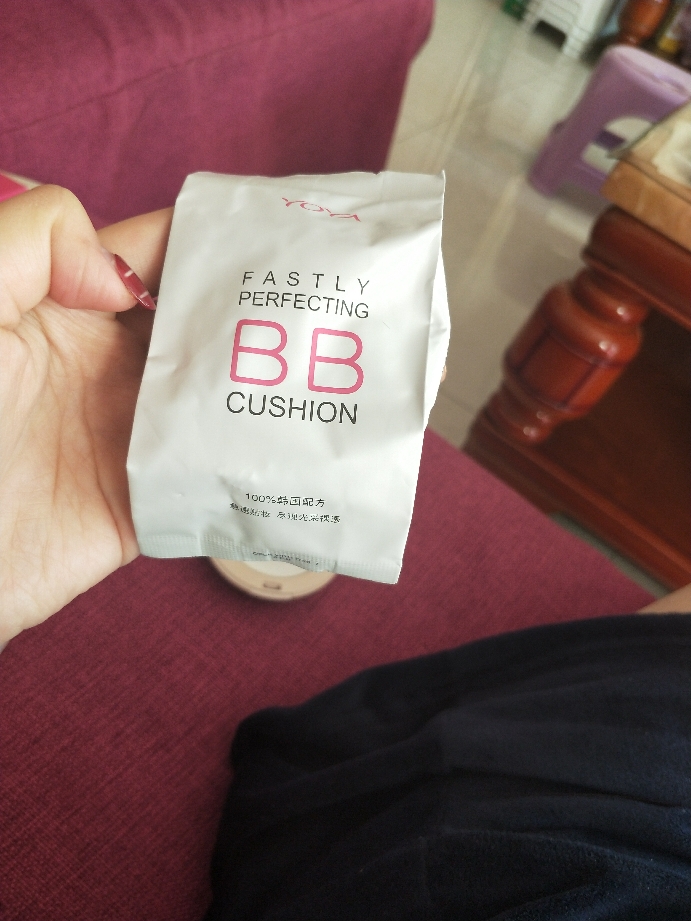 YOYA
FASTLY
PERFECTING
BB
CUSHION
100%韩国配方